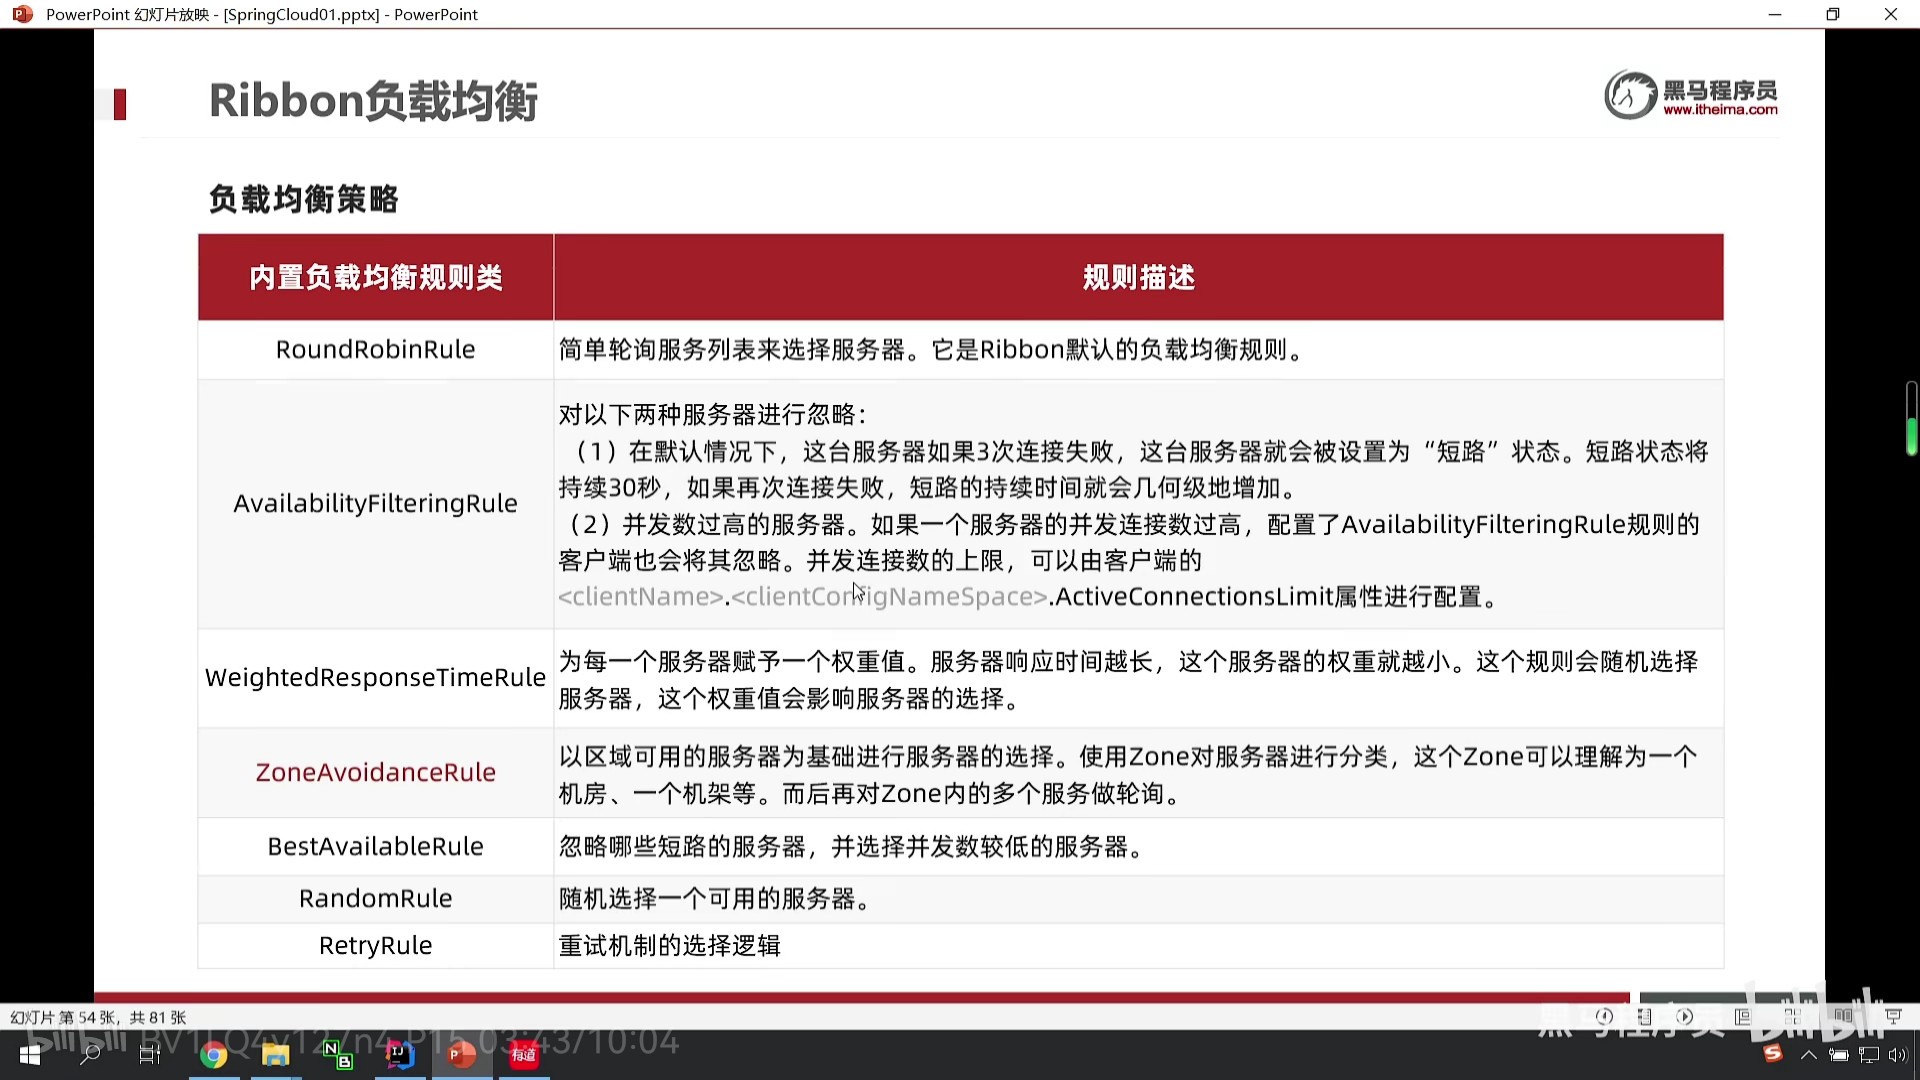 PowerPoint 幻灯片放映 - [SpringCloud01.pptx] - PowerPoint
Ribbon负载均衡
黑马程序员
www.itheima.com
负载均衡策略
内置负载均衡规则类
规则描述
RoundRobinRule
简单轮询服务列表来选择服务器。它是Ribbon默认的负载均衡规则。
AvailabilityFilteringRule
对以下两种服务器进行忽略：
（1）在默认情况下，这台服务器如果3次连接失败，这台服务器就会被设置为“短路”状态。短路状态将
持续30秒，如果再次连接失败，短路的持续时间就会几何级地增加。
（2）并发数过高的服务器。如果一个服务器的并发连接数过高，配置了AvailabilityFilteringRule规则的
客户端也会将其忽略。并发连接数的上限，可以由客户端的
<clientName>.<clientConfigNameSpace>.ActiveConnectionsLimit属性进行配置。
WeightedResponseTimeRule
为每一个服务器赋予一个权重值。服务器响应时间越长，这个服务器的权重就越小。这个规则会随机选择
服务器，这个权重值会影响服务器的选择。
ZoneAvoidanceRule
以区域可用的服务器为基础进行服务器的选择。使用Zone对服务器进行分类，这个Zone可以理解为一个
机房、一个机架等。而后再对Zone内的多个服务做轮询。
BestAvailableRule
忽略哪些短路的服务器，并选择并发数较低的服务器。
RandomRule
随机选择一个可用的服务器。
RetryRule
重试机制的选择逻辑
幻灯片 第 54 张，共 81 张
黑马程序员 bilibili
bilibili BV1LQ4y127n4 P15 03:43/10:04
有道